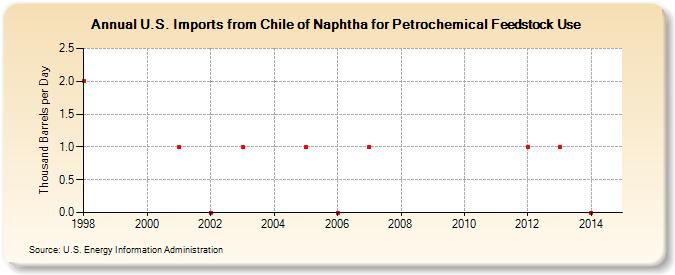 Annual U.S. Imports from Chile of Naphtha for Petrochemical Feedstock Use
Thousand Barrels per Day
2.5
2.0
1.5
1.0
0.5
0.0
1998 2000 2002 2004 2006 2008 2010 2012 2014
Source: U.S. Energy Information Administration